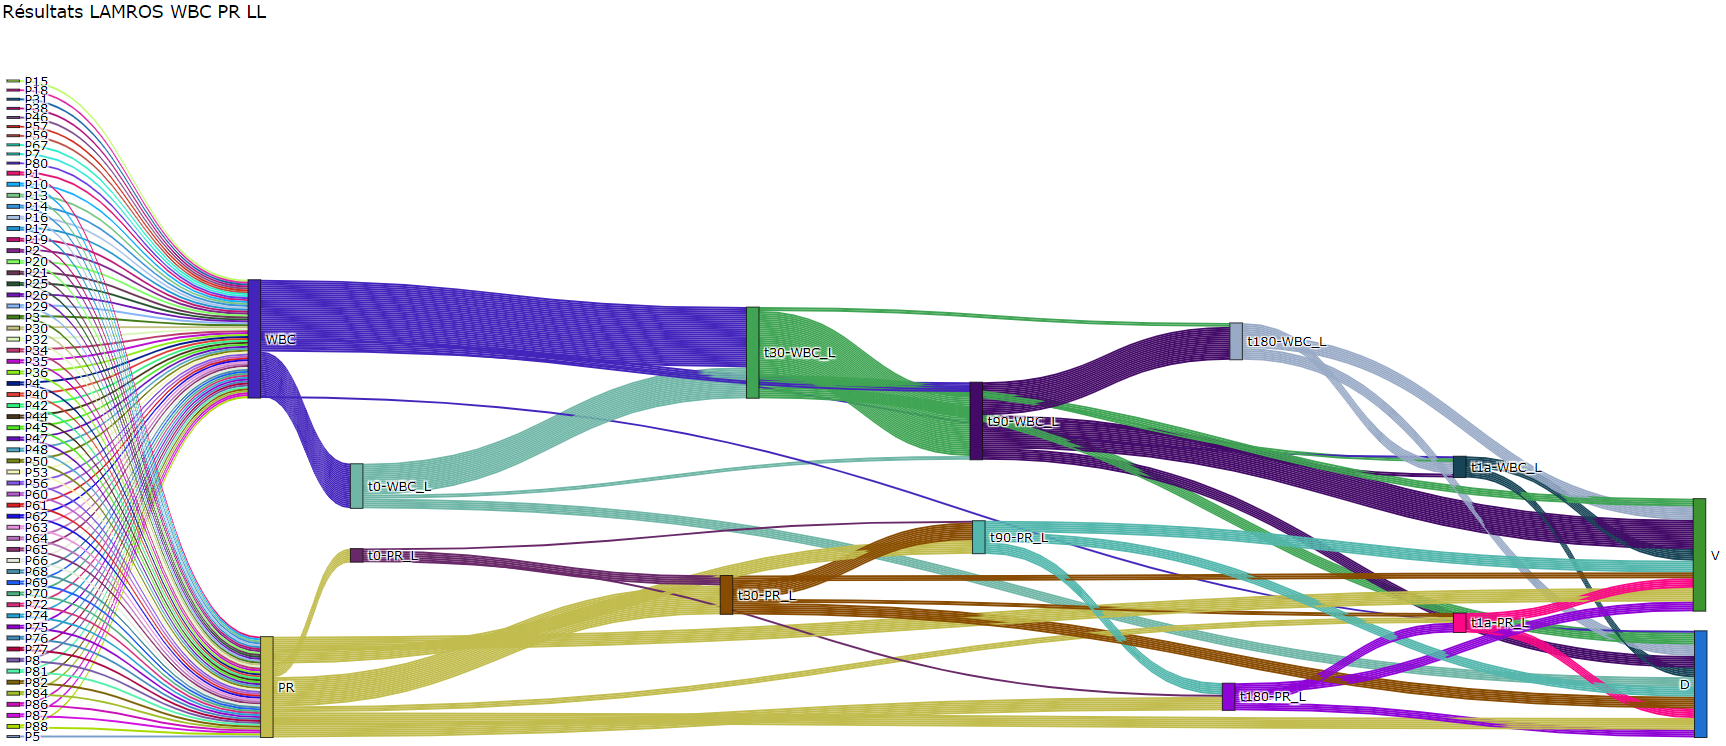 Résultats LAMROS WBC PR LL
P15
P18
P31
P38
P46
P57
P59
P67
P7
P80
P1
P10
P13
P14
P16
P17
P19
P2
P20
P21
P25
P26
P29
P3
P30
P32
P34
P35
P36
P4
P40
P42
P44
P45
P47
P48
P50
P53
P56
P60
P61
P62
P63
P64
P65
P66
P68
P69
P70
P72
P74
P75
P76
P77
P8
P81
P82
P84
P86
P87
P88
P5
WBC
PR
t0-WBC_L
t0-PR_L
t30-WBC_L
t30-PR_L
t90-WBC_L
t90-PR_L
t180-WBC_L
t180-PR_L
t1a-WBC_L
t1a-PR_L
V
D